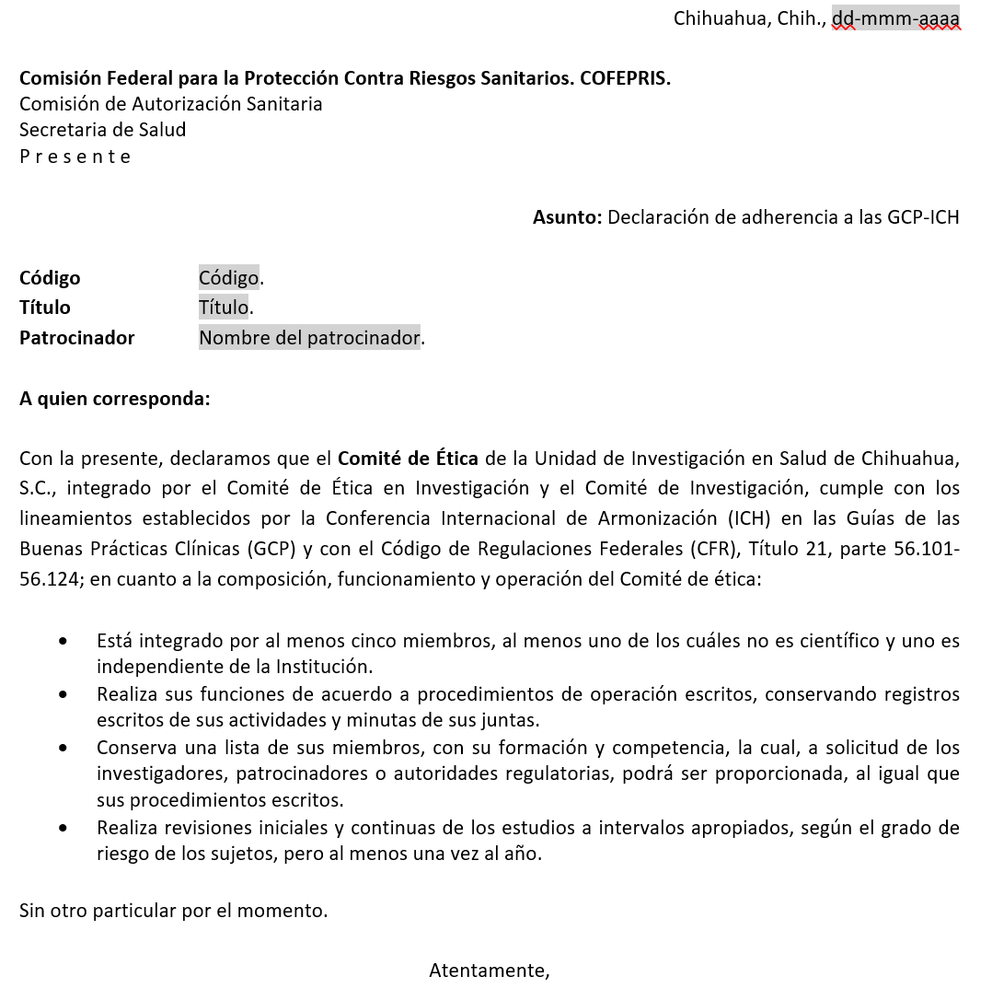 Chihuahua, Chih., dd-mmm-aaaa
Comisión Federal para la Protección Contra Riesgos Sanitarios. COFEPRIS.
Comisión de Autorización Sanitaria
Secretaria de Salud
P r e s e n t e
Asunto: Declaración de adherencia a las GCP-ICH
Código Código.
Título Título.
Patrocinador Nombre del patrocinador.
A quien corresponda:
Con la presente, declaramos que el Comité de Ética de la Unidad de Investigación en Salud de Chihuahua,
S.C., integrado por el Comité de Ética en Investigación y el Comité de Investigación, cumple con los
lineamientos establecidos por la Conferencia Internacional de Armonización (ICH) en las Guías de las
Buenas Prácticas Clínicas (GCP) y con el Código de Regulaciones Federales (CFR), Título 21, parte 56.101-
56.124; en cuanto a la composición, funcionamiento y operación del Comité de ética:
• Está integrado por al menos cinco miembros, al menos uno de los cuáles no es científico y uno es
independiente de la Institución.
• Realiza sus funciones de acuerdo a procedimientos de operación escritos, conservando registros
escritos de sus actividades y minutas de sus juntas.
• Conserva una lista de sus miembros, con su formación y competencia, la cual, a solicitud de los
investigadores, patrocinadores o autoridades regulatorias, podrá ser proporcionada, al igual que
sus procedimientos escritos.
• Realiza revisiones iniciales y continuas de los estudios a intervalos apropiados, según el grado de
riesgo de los sujetos, pero al menos una vez al año.
Sin otro particular por el momento.
Atentamente,